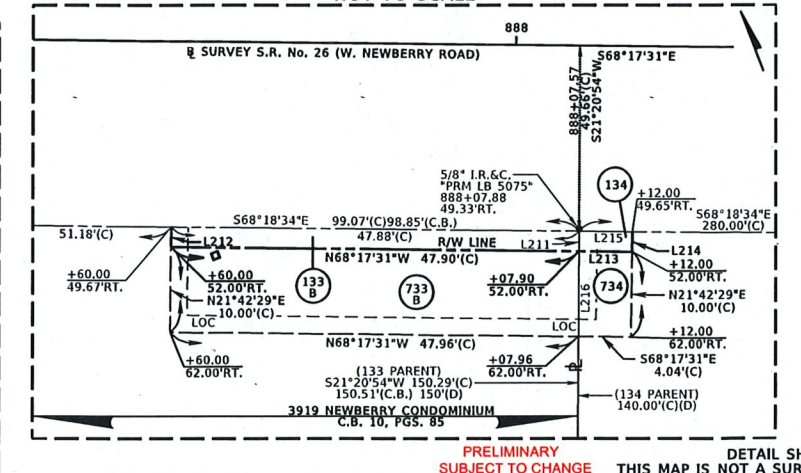 888
℄ SURVEY S.R. No. 26 (W. NEWBERRY ROAD)
S68°17'31"E
888+07.57
49.66'(C)
S21°20'54"W
5/8" I.R.&C.
"PRM LB 5075"
888+07.88
49.33'RT.
134
+12.00
49.65'RT.
S68°18'34"E
280.00'(C)
S68°18'34"E
99.07'(C)98.85'(C.B.)
51.18'(C)
L212
47.88'(C)
R/W LINE
L211
L215
L214
N68°17'31"W 47.90'(C)
L213
+60.00
49.67'RT.
+60.00
52.00'RT.
133
B
733
B
+07.90
52.00'RT.
L216
734
+12.00
52.00'RT.
N21°42'29"E
10.00'(C)
N21°42'29"E
10.00'(C)
LOC
LOC
N68°17'31"W 47.96'(C)
+12.00
62.00'RT.
+60.00
62.00'RT.
+07.96
62.00'RT.
S68°17'31"E
4.04'(C)
(133 PARENT)
S21°20'54"W 150.29'(C)
150.51'(C.B.) 150'(D)
(134 PARENT)
140.00'(C)(D)
3919 NEWBERRY CONDOMINIUM
C.B. 10, PGS. 85
PRELIMINARY
SUBJECT TO CHANGE
DETAIL
THIS MAP IS NOT A